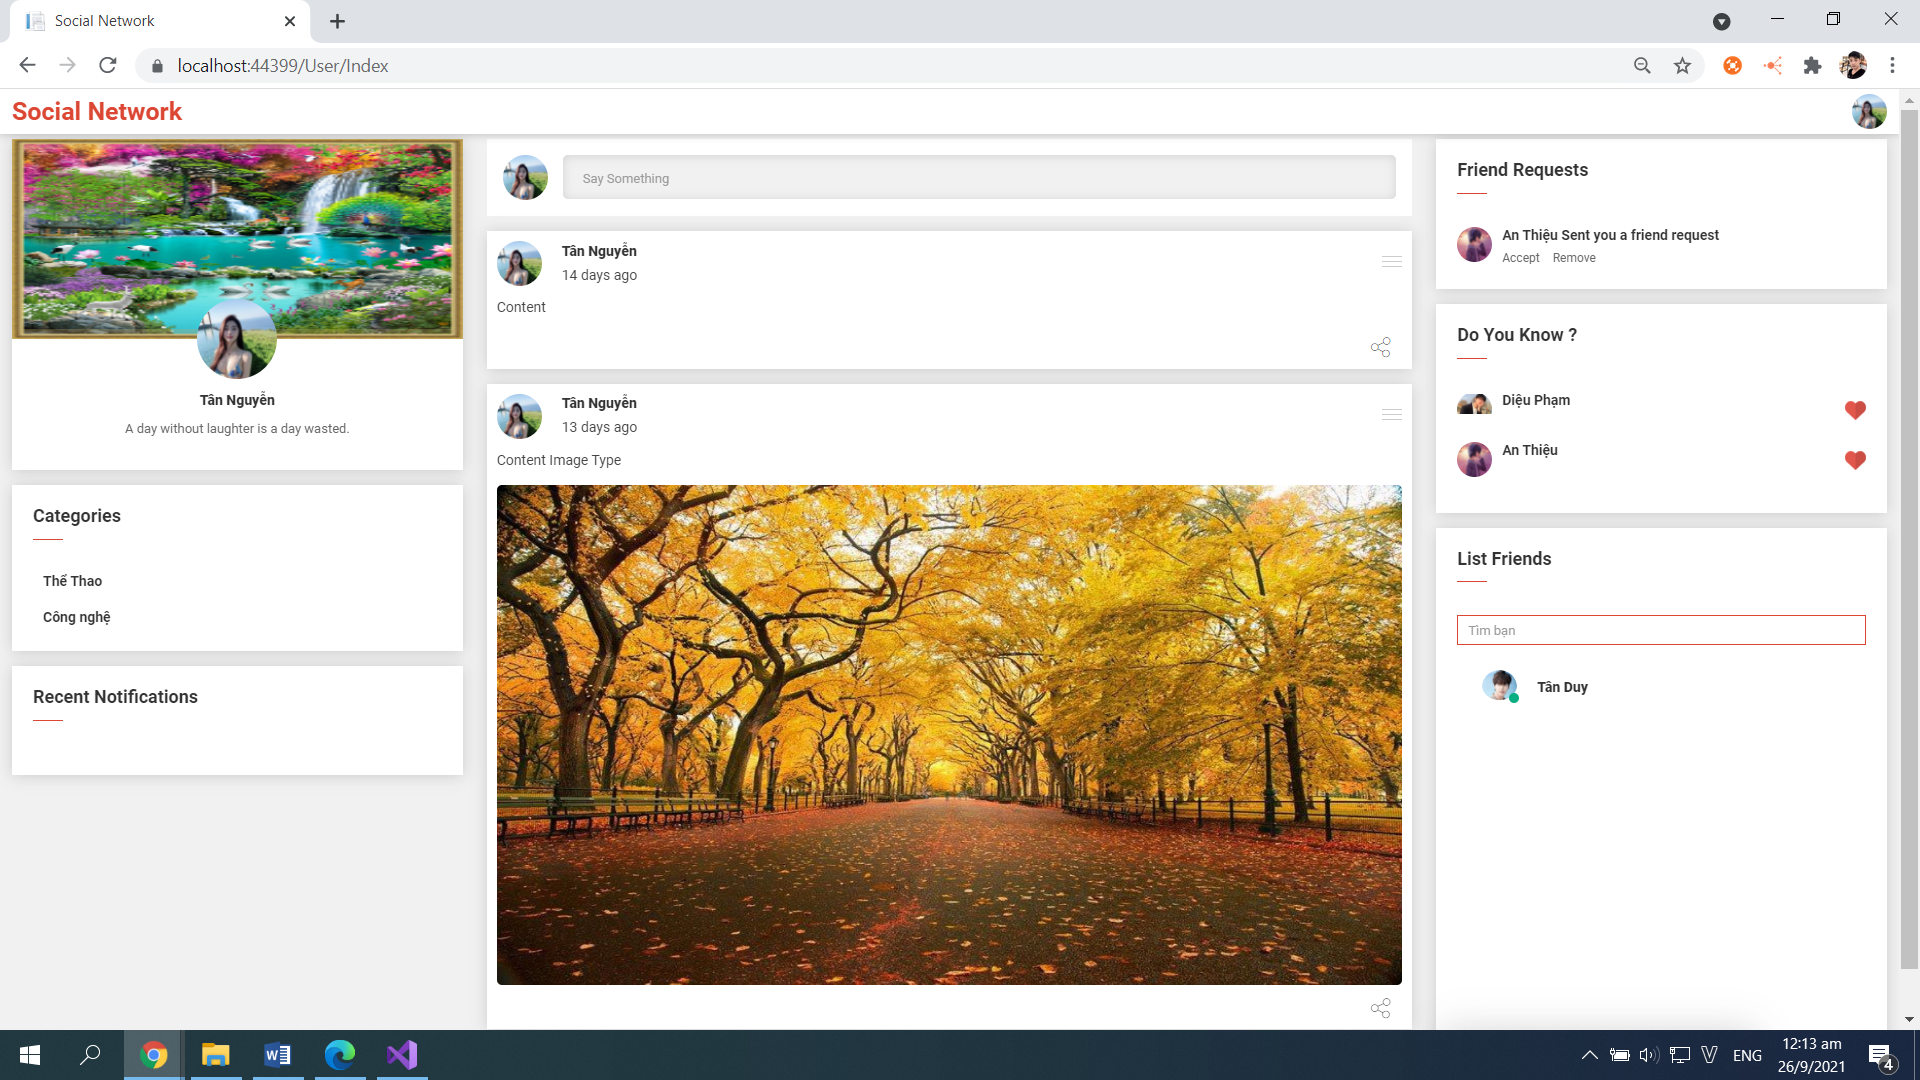 Social Network
localhost:44399/User/Index
Social Network
Tân Nguyễn
A day without laughter is a day wasted.
Categories
Thể Thao
Công nghệ
Recent Notifications
Say Something
Tân Nguyễn
14 days ago
Content
Tân Nguyễn
13 days ago
Content Image Type
Friend Requests
An Thiệu Sent you a friend request
Accept Remove
Do You Know ?
Diệu Phạm
An Thiệu
List Friends
Tìm bạn
Tân Duy
ENG
12:13 am
26/9/2021
4